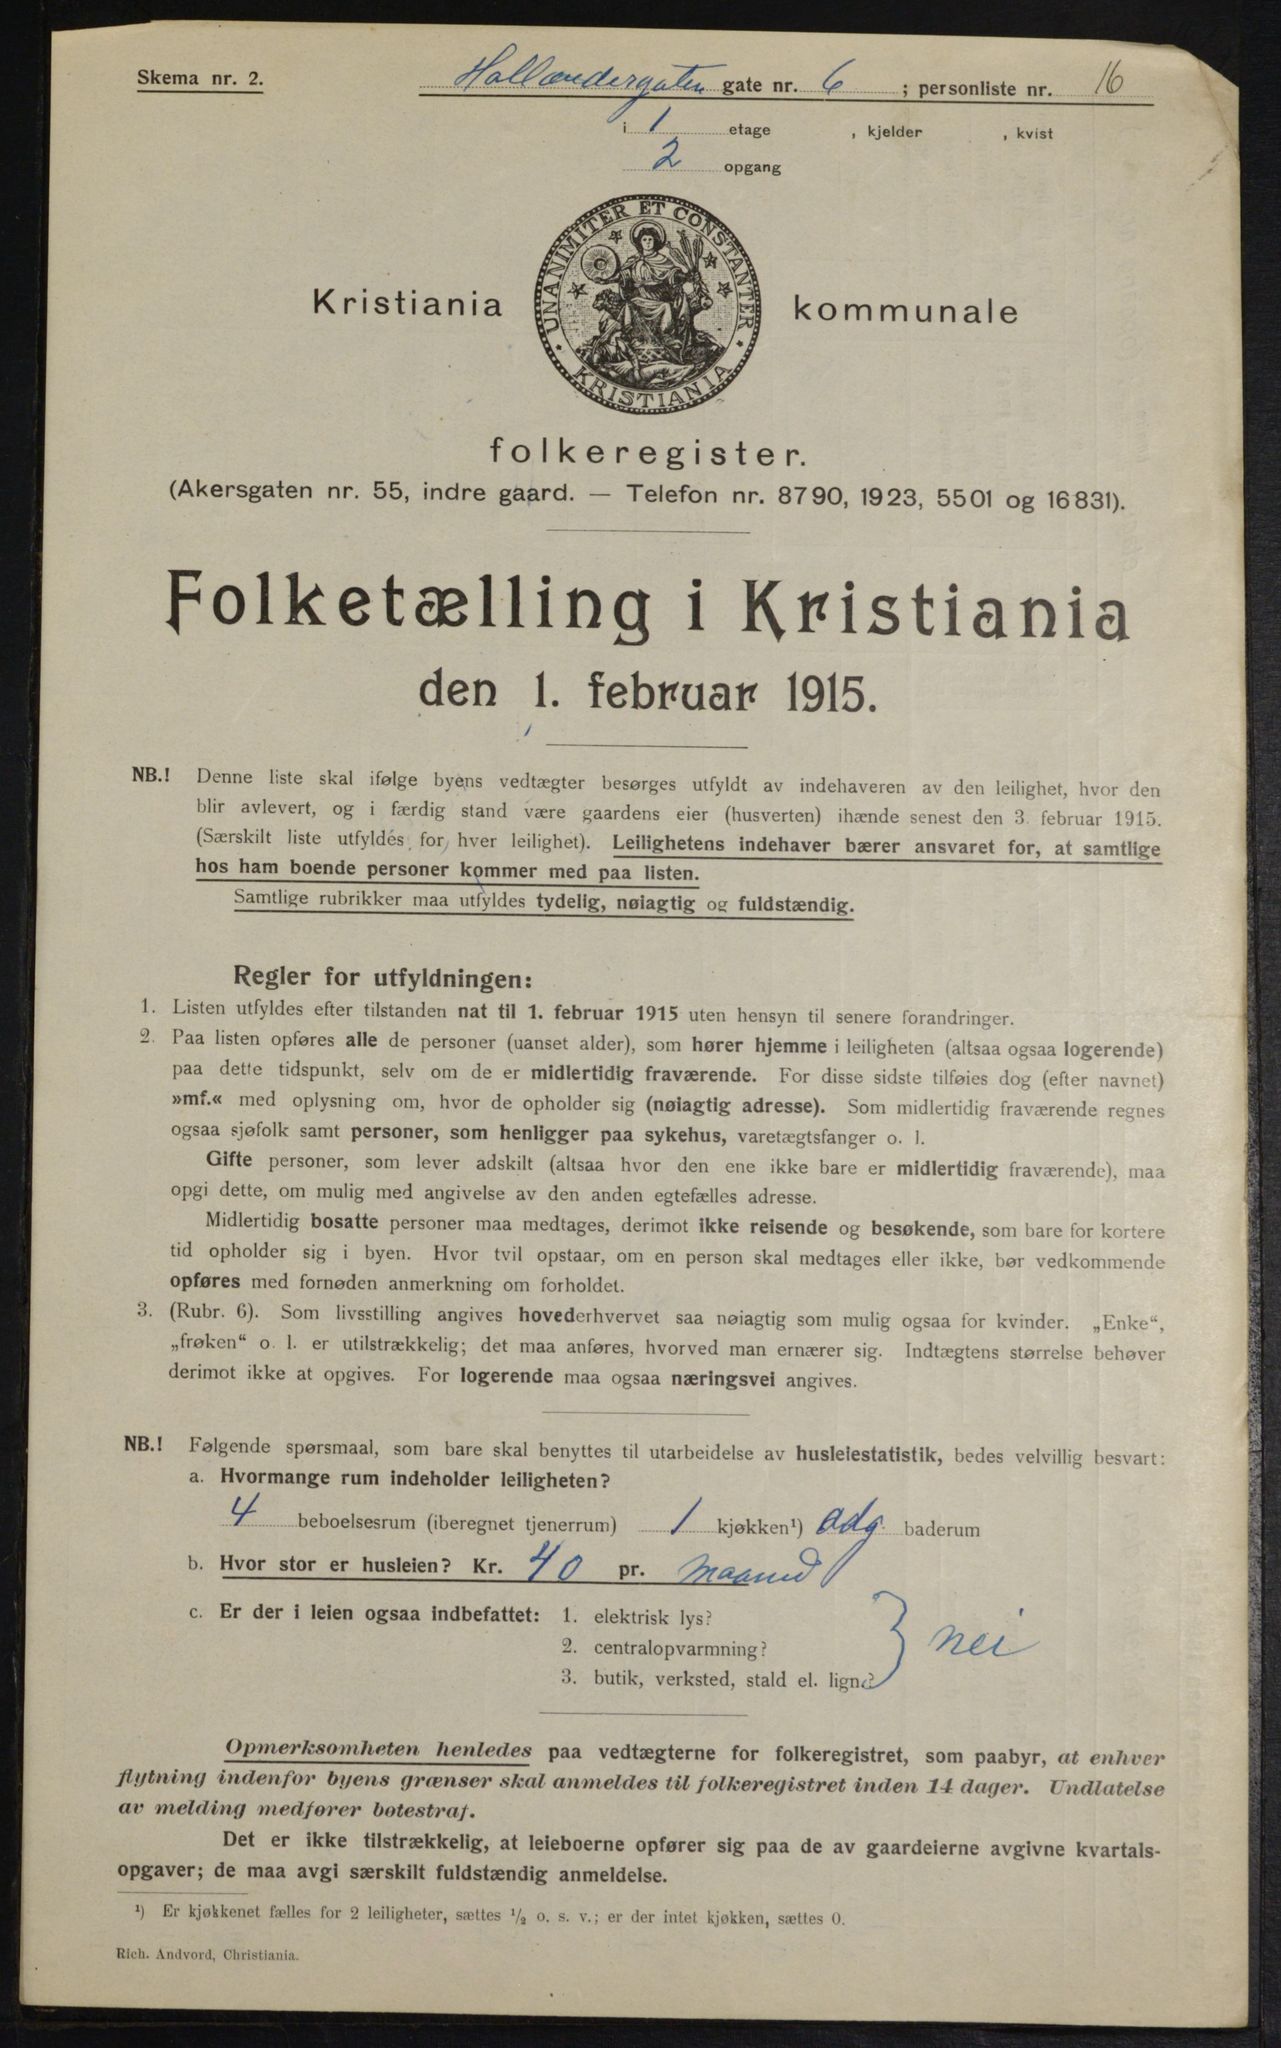 Skema nr. 2.
Hollændergaten gate nr. 6 ; personliste nr. 16
i 1 etage , kjelder , kvist
2 opgang
UNANIMITER ET CONSTANTER
KRISTIANIA
Kristiania kommunale
folkeregister.
(Akersgaten nr. 55, indre gaard. — Telefon nr. 8790, 1923, 5501 og 16831).
Folketælling i Kristiania
den 1. februar 1915.
NB.! Denne liste skal ifølge byens vedtægter besørges utfyldt av indehaveren av den leilighet, hvor den
blir avlevert, og i færdig stand være gaardens eier (husverten) ihænde senest den 3. februar 1915.
(Særskilt liste utfyldes for hver leilighet). Leilighetens indehaver bærer ansvaret for, at samtlige
hos ham boende personer kommer med paa listen.
Samtlige rubrikker maa utfyldes tydelig, nøiagtig og fuldstændig.
Regler for utfyldningen:
1. Listen utfyldes efter tilstanden nat til 1. februar 1915 uten hensyn til senere forandringer.
2. Paa listen opføres alle de personer (uanset alder), som hører hjemme i leiligheten (altsaa ogsaa logerende)
paa dette tidspunkt, selv om de er midlertidig fraværende. For disse sidste tilføies dog (efter navnet)
»mf.« med oplysning om, hvor de opholder sig (nøiagtig adresse). Som midlertidig fraværende regnes
ogsaa sjøfolk samt personer, som henligger paa sykehus, varetægtsfanger o. l.
Gifte personer, som lever adskilt (altsaa hvor den ene ikke bare er midlertidig fraværende), maa
opgi dette, om mulig med angivelse av den anden egtefælles adresse.
Midlertidig bosatte personer maa medtages, derimot ikke reisende og besøkende, som bare for kortere
tid opholder sig i byen. Hvor tvil opstaar, om en person skal medtages eller ikke, bør vedkommende
opføres med fornøden anmerkning om forholdet.
3. (Rubr. 6). Som livsstilling angives hovederhvervet saa nøiagtig som mulig ogsaa for kvinder. „Enke“,
„frøken“ o. l. er utilstrækkelig; det maa anføres, hvorved man ernærer sig. Indtægtens størrelse behøver
derimot ikke at opgives. For logerende maa ogsaa næringsvei angives.
NB.! Følgende spørsmaal, som bare skal benyttes til utarbeidelse av husleiestatistik, bedes velvillig besvart:
a. Hvormange rum indeholder leiligheten?
4 beboelsesrum (iberegnet tjenerrum) 1 kjøkken¹) adg. baderum
b. Hvor stor er husleien? Kr. 40 pr. Maaned
c. Er der i leien ogsaa indbefattet: 1. elektrisk lys?
2. centralopvarmning? } nei
3. butik, verksted, stald el. lign.?
Opmerksomheten henledes paa vedtægterne for folkeregistret, som paabyr, at enhver
flytning indenfor byens grænser skal anmeldes til folkeregistret inden 14 dager. Undlatelse
av melding medfører bøtestraf.
Det er ikke tilstrækkelig, at leieboerne opfører sig paa de av gaardeierne avgivne kvartals-
opgaver; de maa avgi særskilt fuldstændig anmeldelse.
¹) Er kjøkkenet fælles for 2 leiligheter, sættes ½ o. s. v.; er der intet kjøkken, sættes 0.
Rich. Andvord, Christiania.